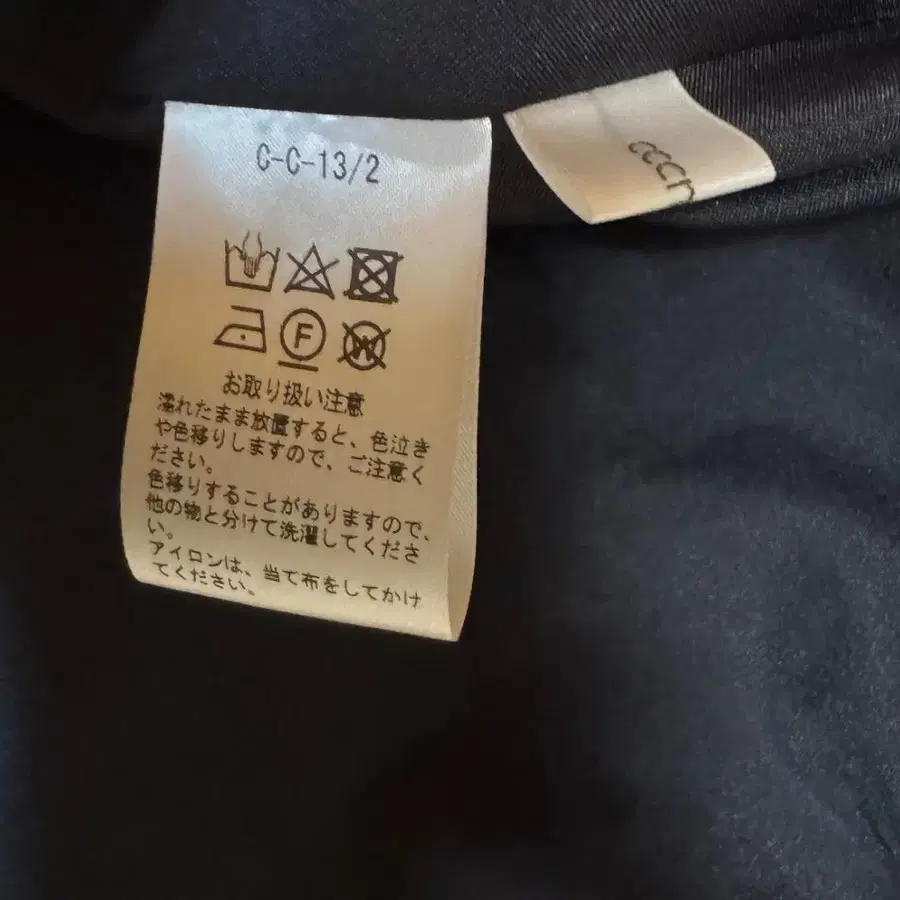 C-C-13/2
F
W
お取り扱い注意
濡れたまま放置すると、色泣き
や色移りしますので、ご注意く
ださい。
色移りすることがありますので、
他の物と分けて洗濯してくださ
い。
アイロンは、当て布をしてかけ
てください。